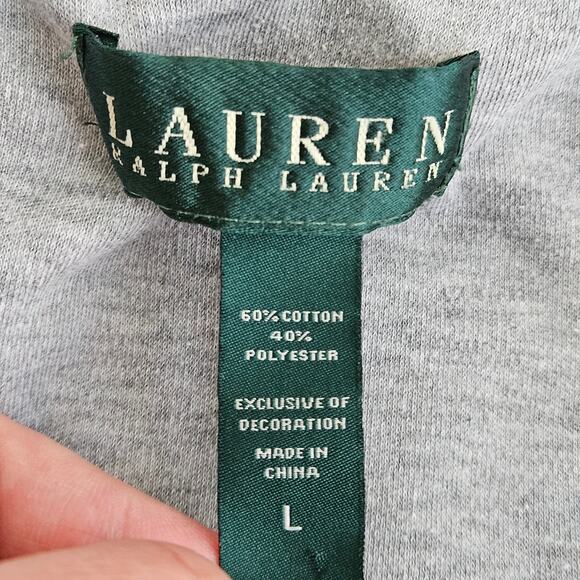 LAUREN
RALPH LAUREN
60% COTTON
40%
POLYESTER
EXCLUSIVE OF
DECORATION
MADE IN
CHINA
L